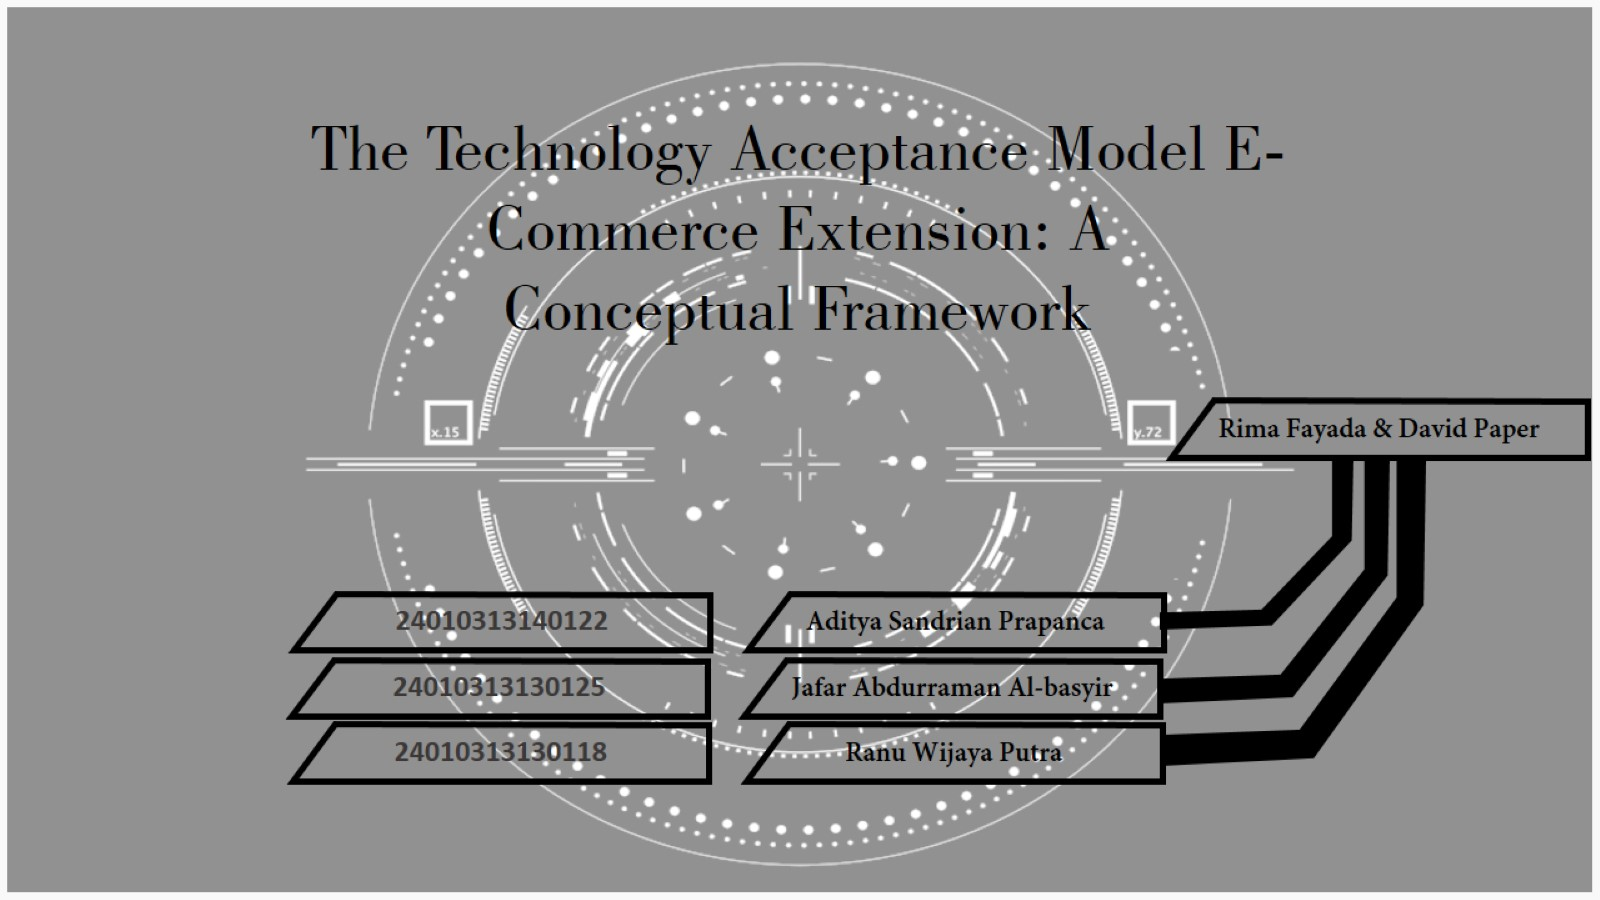 The Technology Acceptance Model E-
Commerce Extension: A
Conceptual Framework
x.15
y.72
Rima Fayada & David Paper
24010313140122
Aditya Sandrian Prapanca
24010313130125
Jafar Abdurraman Al-basyir
24010313130118
Ranu Wijaya Putra